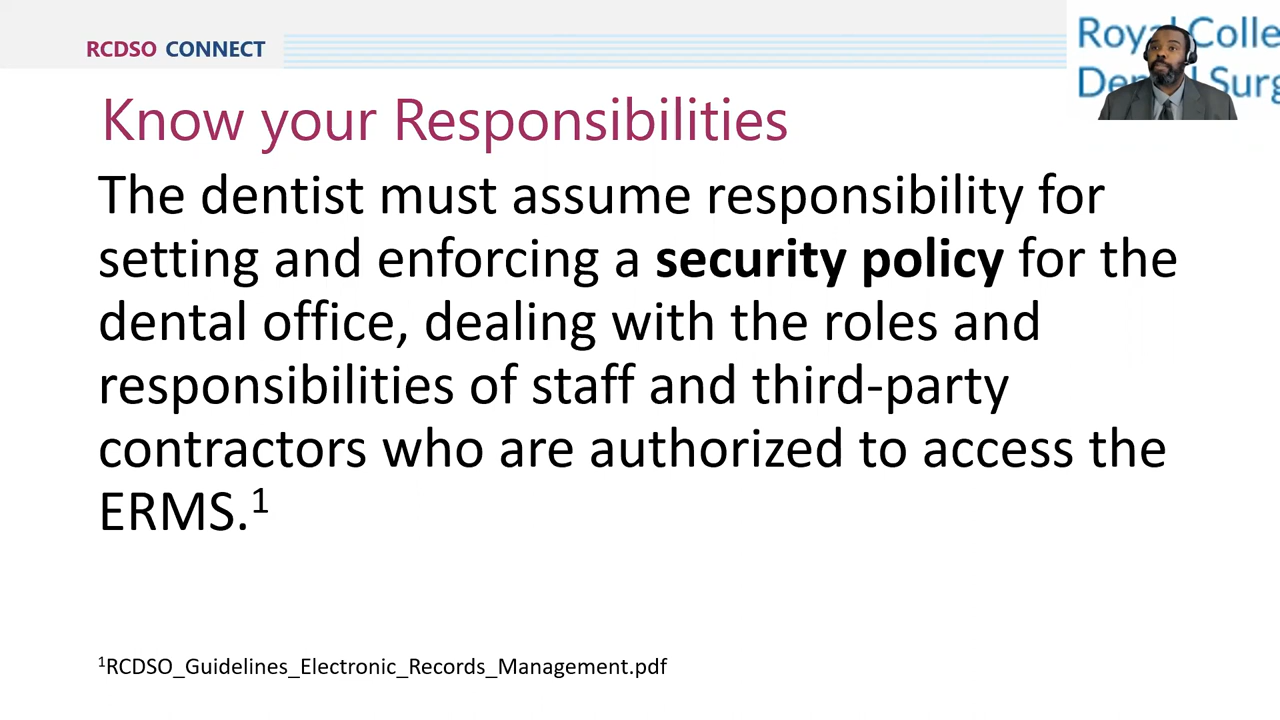 RCDSO CONNECT
Know your Responsibilities
The dentist must assume responsibility for
setting and enforcing a security policy for the
dental office, dealing with the roles and
responsibilities of staff and third-party
contractors who are authorized to access the
ERMS.¹
¹RCDSO_Guidelines_Electronic_Records_Management.pdf